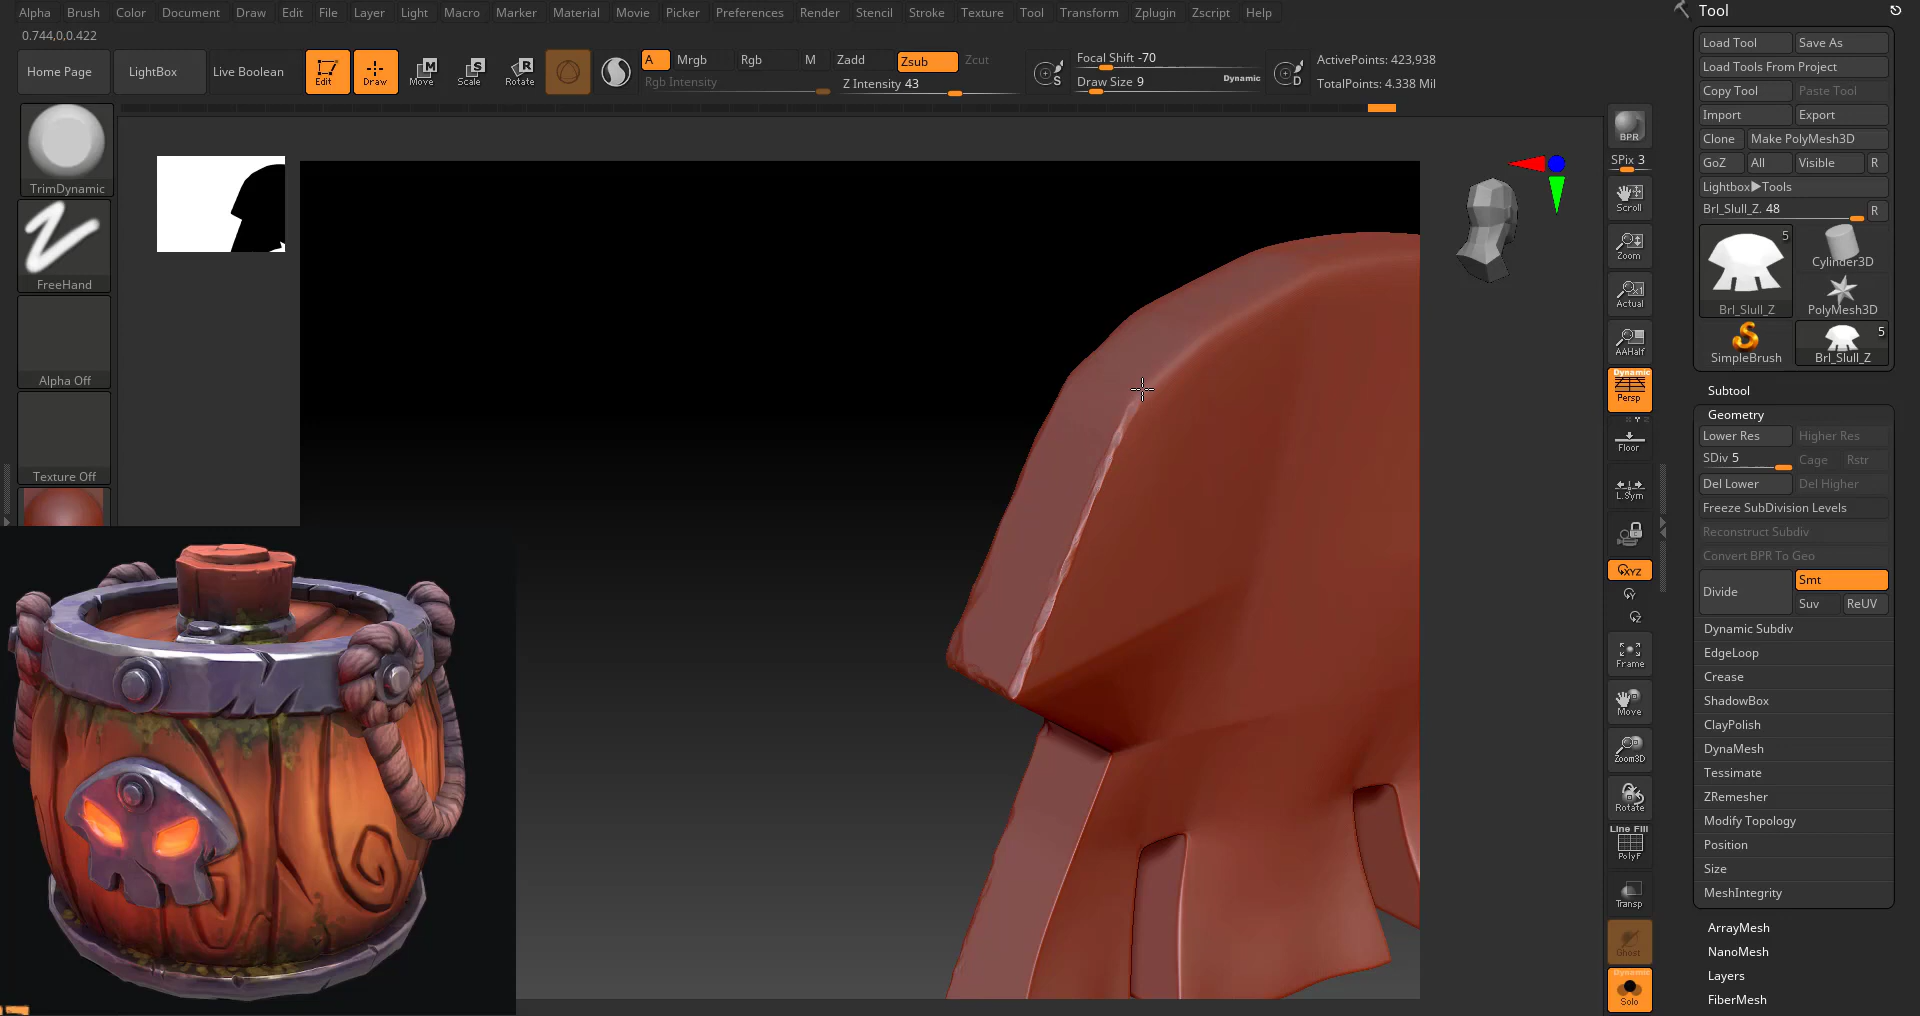 Alpha Brush Color Document Draw Edit File Layer Light Macro Marker Material Movie Picker Preferences Render Stencil Stroke Texture Tool Transform Zplugin Zscript Help
0.744,0,0.422
Home Page LightBox Live Boolean Edit Draw Move Scale Rotate
A Mrgb Rgb M Zadd Zsub Zcut
Rgb Intensity Z Intensity 43
Focal Shift -70
Draw Size 9 Dynamic
ActivePoints: 423,938
TotalPoints: 4.338 Mil
M
S
R
S
D
TrimDynamic
FreeHand
Alpha Off
Texture Off
BPR
SPix 3
Scroll
Zoom
Actual
AAHalf
Dynamic
Persp
Floor
L.Sym
XYZ
Y
Z
Frame
Move
Zoom3D
Rotate
Line Fill
PolyF
Transp
Ghost
Dynamic
Solo
Tool
Load Tool Save As
Load Tools From Project
Copy Tool Paste Tool
Import Export
Clone Make PolyMesh3D
GoZ All Visible R
Lightbox▶Tools
Brl_Slull_Z. 48 R
5
Brl_Slull_Z
Cylinder3D
PolyMesh3D
SimpleBrush
5
Brl_Slull_Z
Subtool
Geometry
Lower Res Higher Res
SDiv 5 Cage Rstr
Del Lower Del Higher
Freeze SubDivision Levels
Reconstruct Subdiv
Convert BPR To Geo
Divide Smt
Suv ReUV
Dynamic Subdiv
EdgeLoop
Crease
ShadowBox
ClayPolish
DynaMesh
Tessimate
ZRemesher
Modify Topology
Position
Size
MeshIntegrity
ArrayMesh
NanoMesh
Layers
FiberMesh